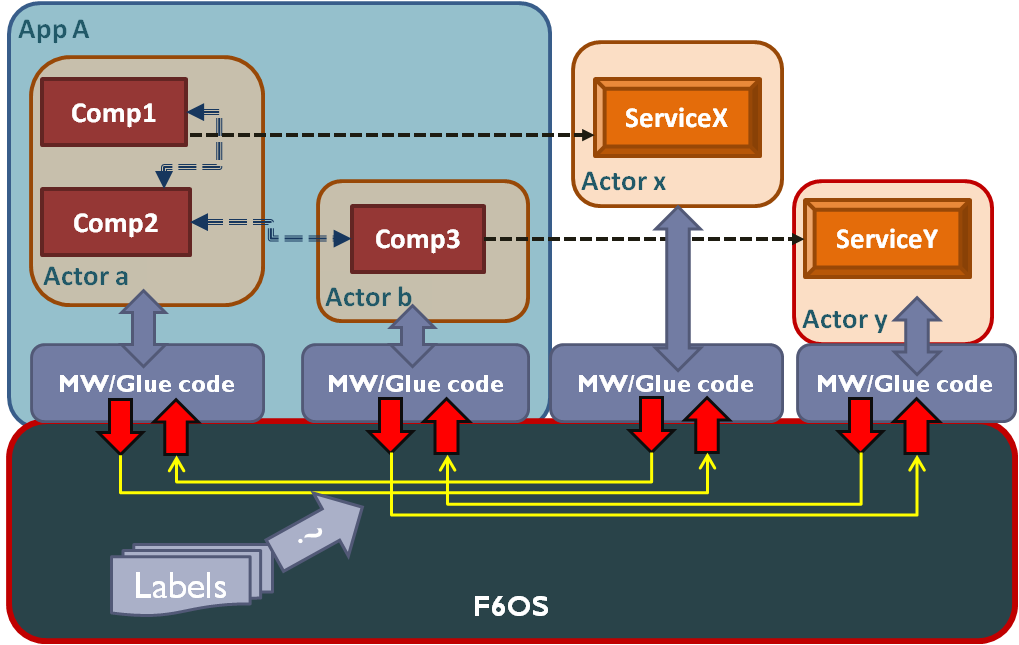 App A
Comp1
ServiceX
Actor x
Comp2
Comp3
ServiceY
Actor a
Actor b
Actor y
MW/Glue code
MW/Glue code
MW/Glue code
MW/Glue code
?
Labels
F6OS